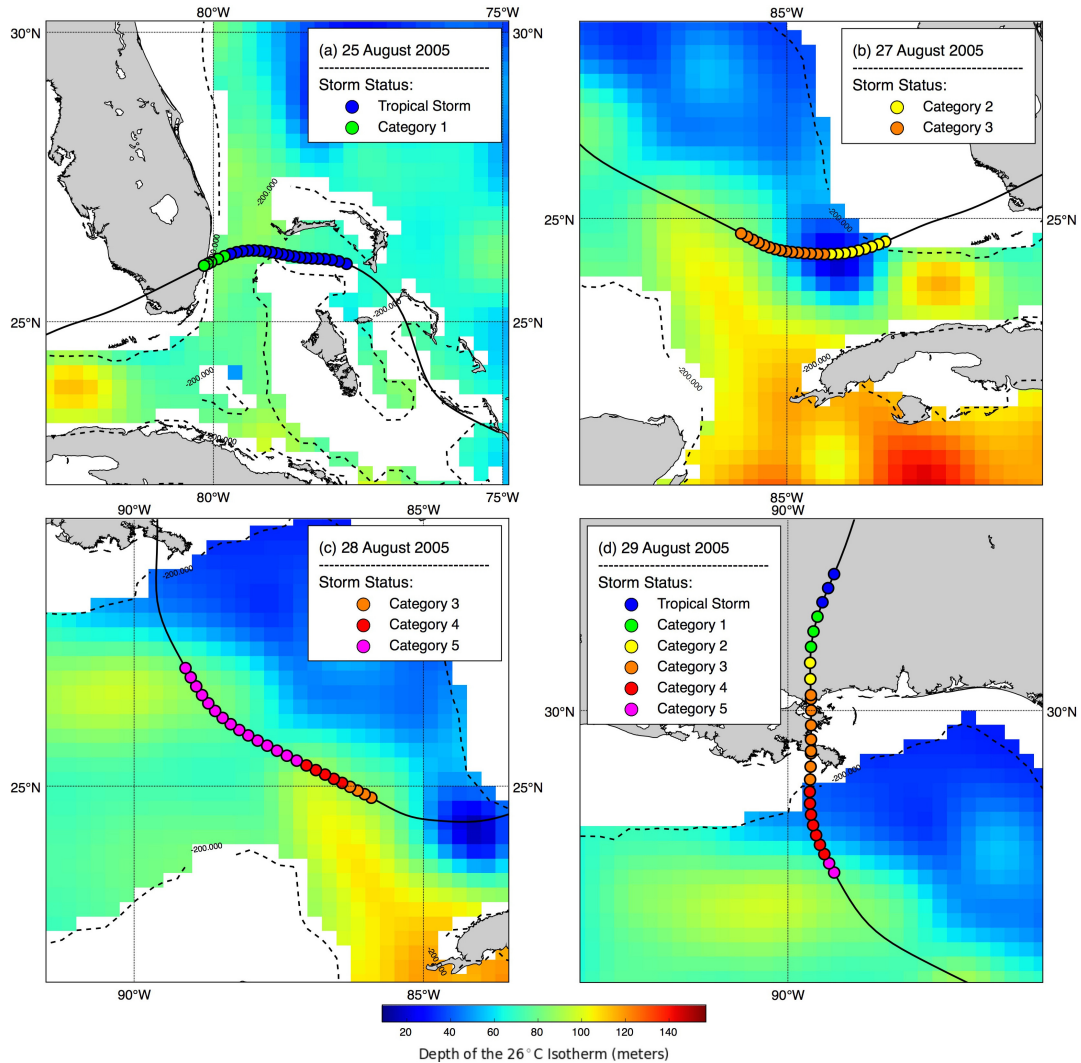 80°W 75°W
30°N 30°N
25°N 25°N
80°W 75°W
(a) 25 August 2005
Storm Status:
Tropical Storm
Category 1
-200.000
-200.000
-200.000
85°W
25°N 25°N
85°W
(b) 27 August 2005
Storm Status:
Category 2
Category 3
-200.000
-200.000
-200.000
90°W 85°W
25°N 25°N
90°W 85°W
(c) 28 August 2005
Storm Status:
Category 3
Category 4
Category 5
-200.000
-200.000
-200.000
90°W
30°N 30°N
90°W
(d) 29 August 2005
Storm Status:
Tropical Storm
Category 1
Category 2
Category 3
Category 4
Category 5
-200.000
20 40 60 80 100 120 140
Depth of the 26°C Isotherm (meters)